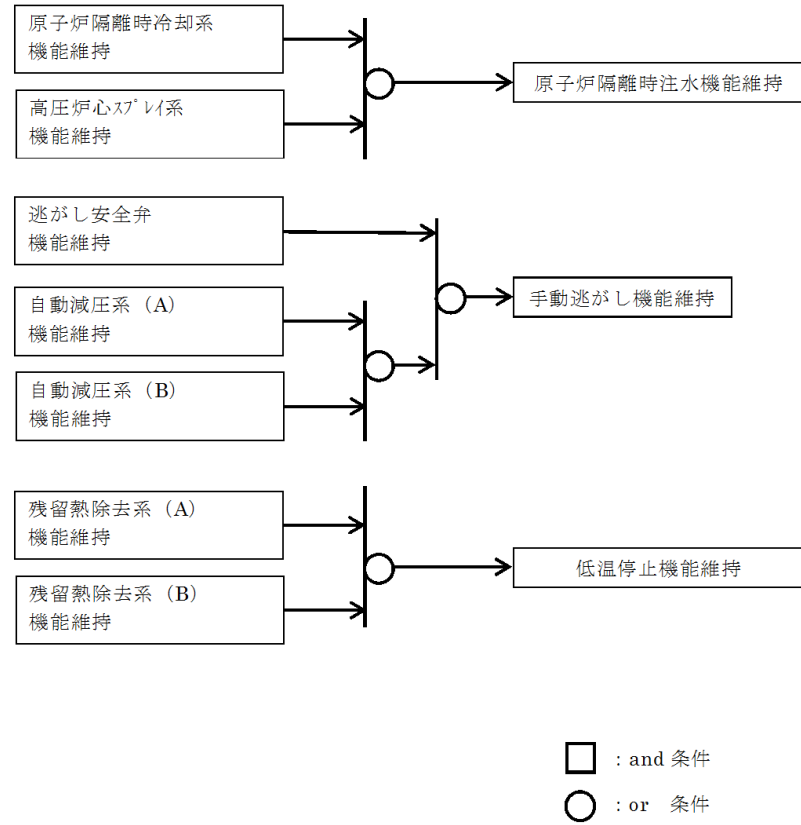 原子炉隔離時冷却系
機能維持
原子炉隔離時注水機能維持
高圧炉心ｽﾌﾟﾚｲ系
機能維持
逃がし安全弁
機能維持
自動減圧系（A）
機能維持
手動逃がし機能維持
自動減圧系（B）
機能維持
残留熱除去系（A）
機能維持
低温停止機能維持
残留熱除去系（B）
機能維持
：and 条件
：or　条件